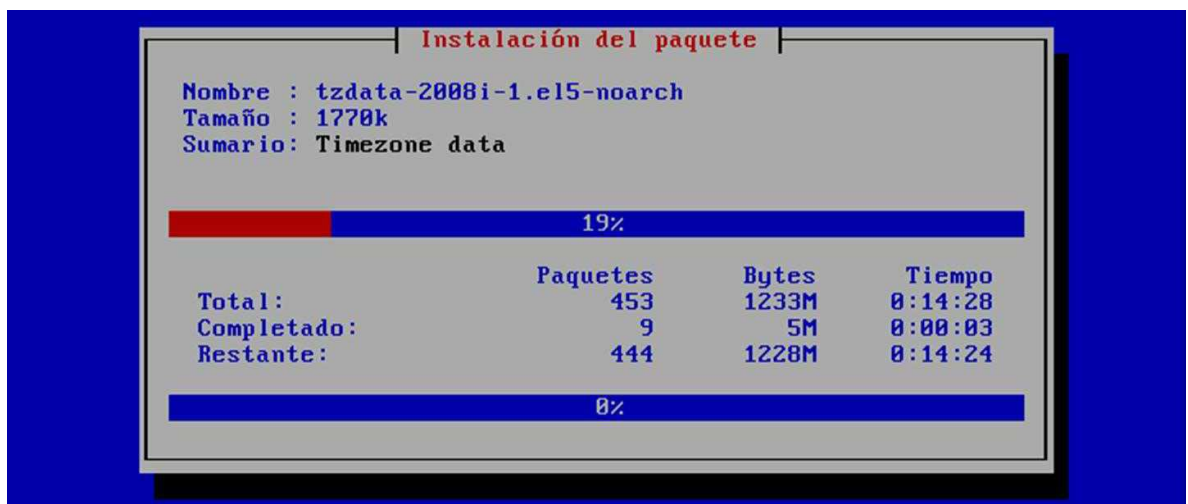 Instalación del paquete
Nombre : tzdata-2008i-1.el5-noarch
Tamaño : 1770k
Sumario: Timezone data
19%
Paquetes Bytes Tiempo
Total: 453 1233M 0:14:28
Completado: 9 5M 0:00:03
Restante: 444 1228M 0:14:24
0%